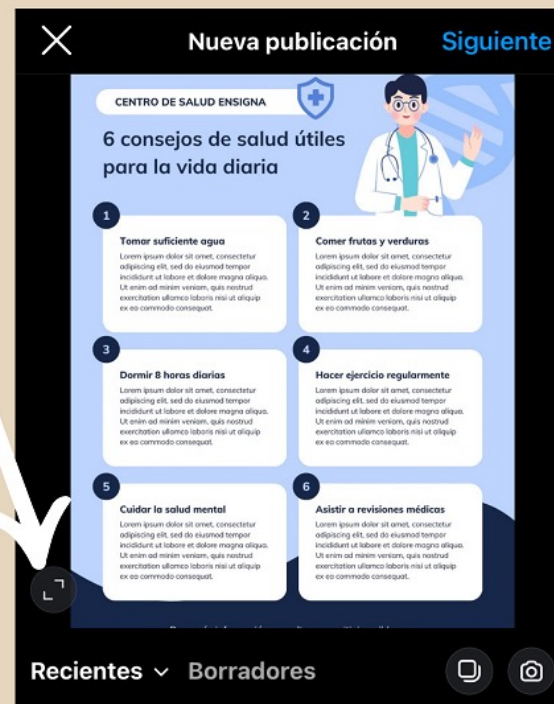 Nueva publicación
Siguiente
CENTRO DE SALUD ENSIGNA
6 consejos de salud útiles
para la vida diaria
1
Tomar suficiente agua
Lorem ipsum dolor sit amet, consectetur
adipiscing elit, sed do eiusmod tempor
incididunt ut labore et dolore magna aliqua.
Ut enim ad minim veniam, quis nostrud
exercitation ullamco laboris nisi ut aliquip
ex ea commodo consequat.
2
Comer frutas y verduras
Lorem ipsum dolor sit amet, consectetur
adipiscing elit, sed do eiusmod tempor
incididunt ut labore et dolore magna aliqua.
Ut enim ad minim veniam, quis nostrud
exercitation ullamco laboris nisi ut aliquip
ex ea commodo consequat.
3
Dormir 8 horas diarias
Lorem ipsum dolor sit amet, consectetur
adipiscing elit, sed do eiusmod tempor
incididunt ut labore et dolore magna aliqua.
Ut enim ad minim veniam, quis nostrud
exercitation ullamco laboris nisi ut aliquip
ex ea commodo consequat.
4
Hacer ejercicio regularmente
Lorem ipsum dolor sit amet, consectetur
adipiscing elit, sed do eiusmod tempor
incididunt ut labore et dolore magna aliqua.
Ut enim ad minim veniam, quis nostrud
exercitation ullamco laboris nisi ut aliquip
ex ea commodo consequat.
5
Cuidar la salud mental
Lorem ipsum dolor sit amet, consectetur
adipiscing elit, sed do eiusmod tempor
incididunt ut labore et dolore magna aliqua.
Ut enim ad minim veniam, quis nostrud
exercitation ullamco laboris nisi ut aliquip
ex ea commodo consequat.
6
Asistir a revisiones médicas
Lorem ipsum dolor sit amet, consectetur
adipiscing elit, sed do eiusmod tempor
incididunt ut labore et dolore magna aliqua.
Ut enim ad minim veniam, quis nostrud
exercitation ullamco laboris nisi ut aliquip
ex ea commodo consequat.
Recientes
Borradores